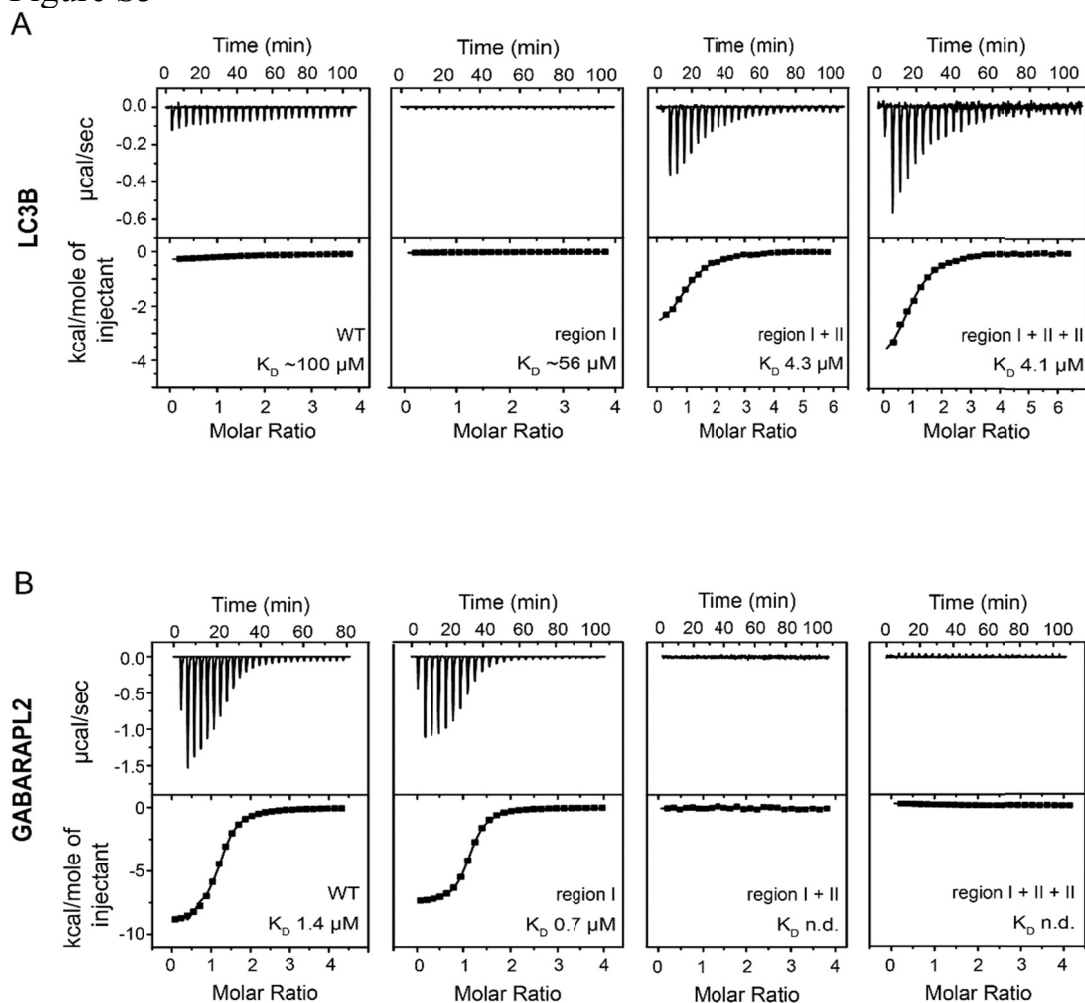 A
Time (min)
0 20 40 60 80 100
Time (min)
0 20 40 60 80 100
Time (min)
0 20 40 60 80 100
Time (min)
0 20 40 60 80 100
LC3B
µcal/sec
0.0
-0.2
-0.4
-0.6
kcal/mole of
injectant
0
-2
-4
WT
K_D ~100 µM
region I
K_D ~56 µM
region I + II
K_D 4.3 µM
region I + II + II
K_D 4.1 µM
0 1 2 3 4
Molar Ratio
0 1 2 3 4
Molar Ratio
0 1 2 3 4 5 6
Molar Ratio
0 1 2 3 4 5 6
Molar Ratio
B
Time (min)
0 20 40 60 80
Time (min)
0 20 40 60 80 100
Time (min)
0 20 40 60 80 100
Time (min)
0 20 40 60 80 100
GABARAPL2
µcal/sec
0.0
-0.5
-1.0
-1.5
kcal/mole of
injectant
0
-5
-10
WT
K_D 1.4 µM
region I
K_D 0.7 µM
region I + II
K_D n.d.
region I + II + II
K_D n.d.
0 1 2 3 4
Molar Ratio
0 1 2 3 4
Molar Ratio
0 1 2 3 4
Molar Ratio
0 1 2 3 4
Molar Ratio